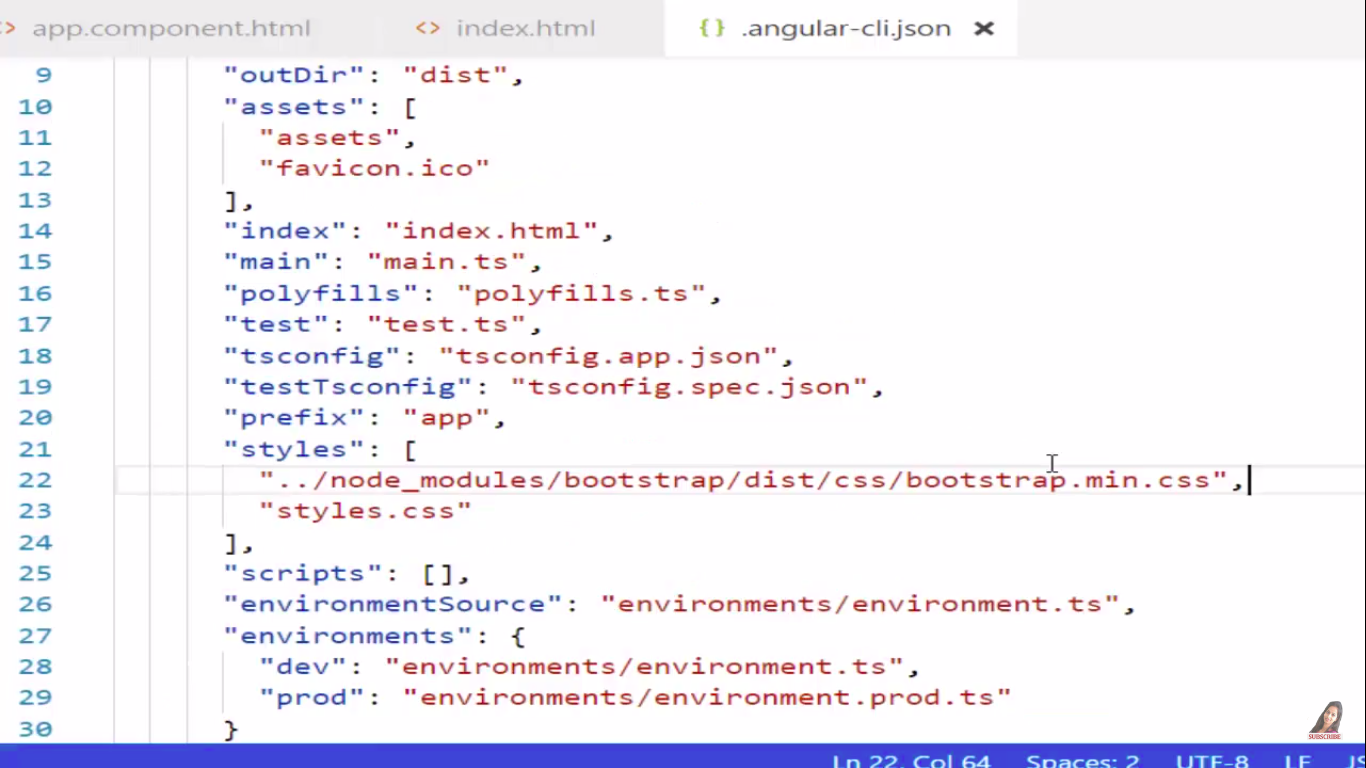 <> app.component.html <> index.html {} .angular-cli.json ×
9 "outDir": "dist",
10 "assets": [
11 "assets",
12 "favicon.ico"
13 ],
14 "index": "index.html",
15 "main": "main.ts",
16 "polyfills": "polyfills.ts",
17 "test": "test.ts",
18 "tsconfig": "tsconfig.app.json",
19 "testTsconfig": "tsconfig.spec.json",
20 "prefix": "app",
21 "styles": [
22 "../node_modules/bootstrap/dist/css/bootstrap.min.css",
23 "styles.css"
24 ],
25 "scripts": [],
26 "environmentSource": "environments/environment.ts",
27 "environments": {
28 "dev": "environments/environment.ts",
29 "prod": "environments/environment.prod.ts"
30 }
SUBSCRIBE
Ln 22, Col 64 Spaces: 2 UTF-8 LF JS